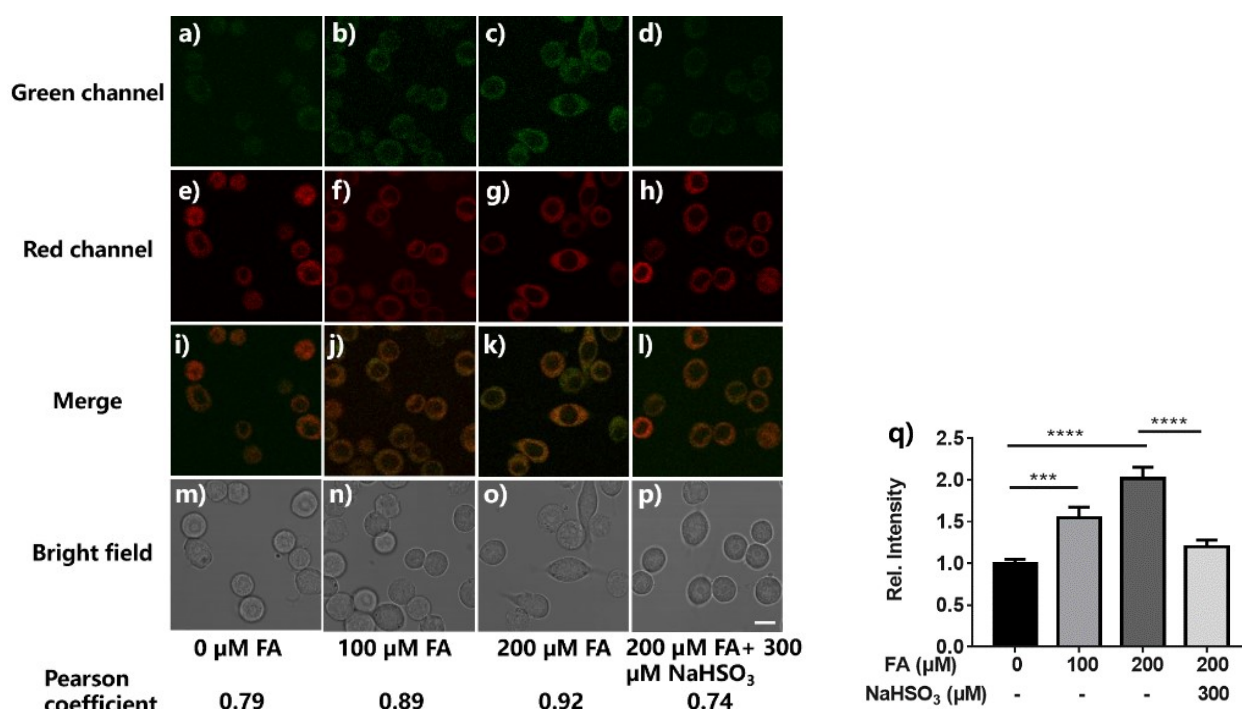 a) b) c) d)
Green channel
e) f) g) h)
Red channel
i) j) k) l)
Merge
m) n) o) p)
Bright field
0 µM FA 100 µM FA 200 µM FA 200 µM FA+ 300
µM NaHSO₃
Pearson
coefficient 0.79 0.89 0.92 0.74
q)
Rel. Intensity
2.5
2.0
1.5
1.0
0.5
0.0
****
****
***
FA (µM) 0 100 200 200
NaHSO₃ (µM) - - - 300